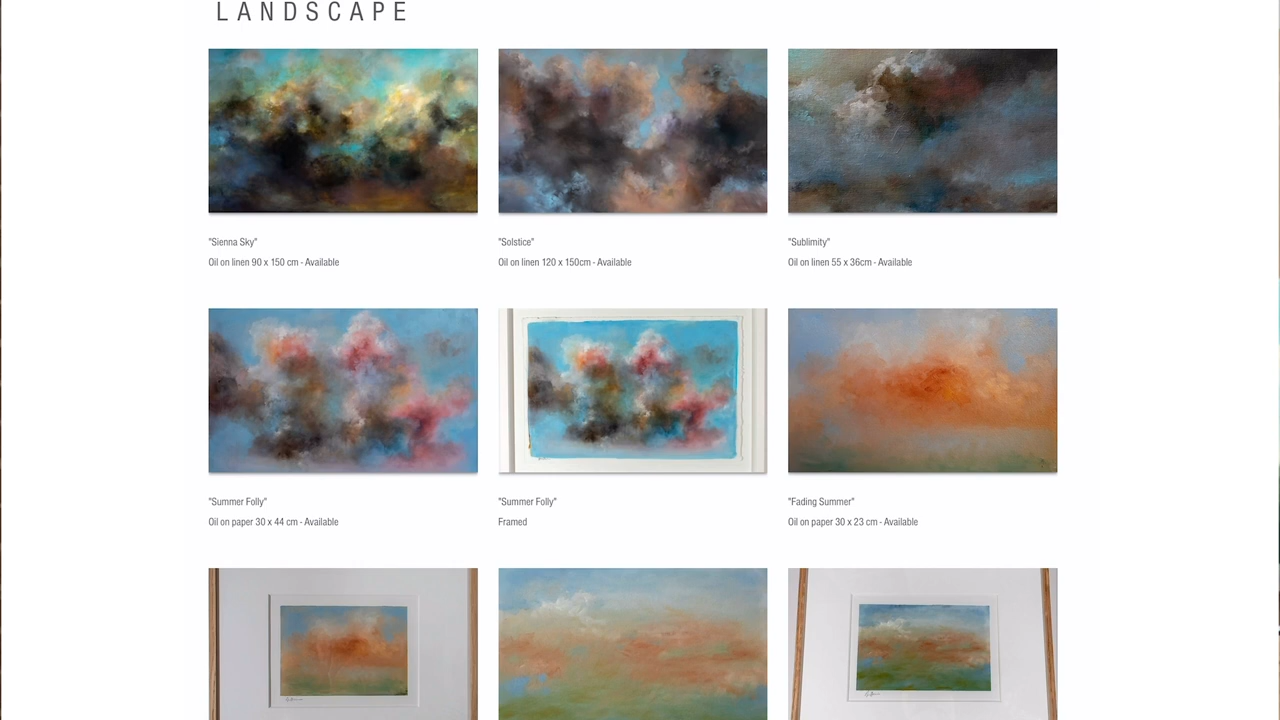 LANDSCAPE
"Sienna Sky"
Oil on linen 90 x 150 cm - Available
"Solstice"
Oil on linen 120 x 150cm - Available
"Sublimity"
Oil on linen 55 x 36cm - Available
"Summer Folly"
Oil on paper 30 x 44 cm - Available
"Summer Folly"
Framed
"Fading Summer"
Oil on paper 30 x 23 cm - Available